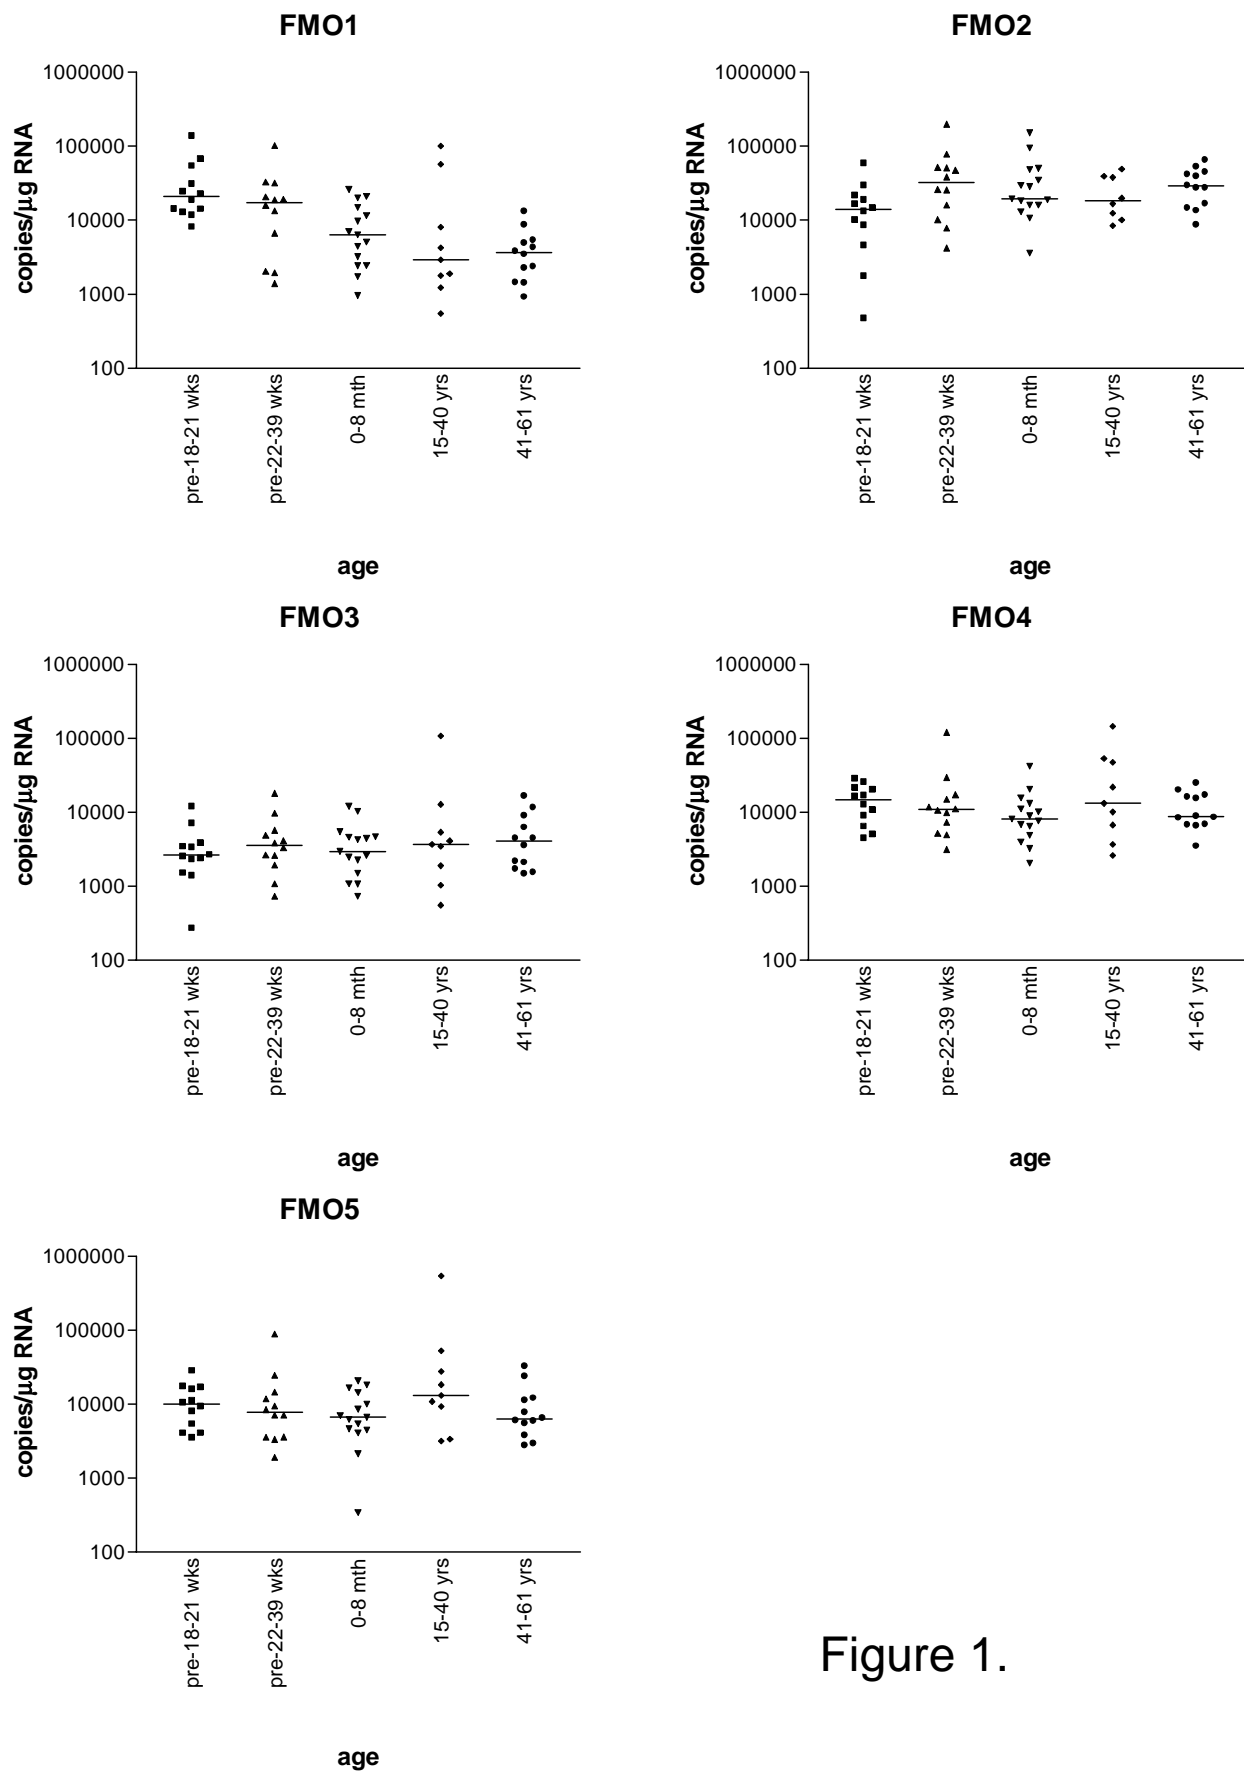 FMO1
copies/µg RNA
1000000
100000
10000
1000
100
pre-18-21 wks
pre-22-39 wks
0-8 mth
15-40 yrs
41-61 yrs
age
FMO2
copies/µg RNA
1000000
100000
10000
1000
100
pre-18-21 wks
pre-22-39 wks
0-8 mth
15-40 yrs
41-61 yrs
age
FMO3
copies/µg RNA
1000000
100000
10000
1000
100
pre-18-21 wks
pre-22-39 wks
0-8 mth
15-40 yrs
41-61 yrs
age
FMO4
copies/µg RNA
1000000
100000
10000
1000
100
pre-18-21 wks
pre-22-39 wks
0-8 mth
15-40 yrs
41-61 yrs
age
FMO5
copies/µg RNA
1000000
100000
10000
1000
100
pre-18-21 wks
pre-22-39 wks
0-8 mth
15-40 yrs
41-61 yrs
age
Figure 1.